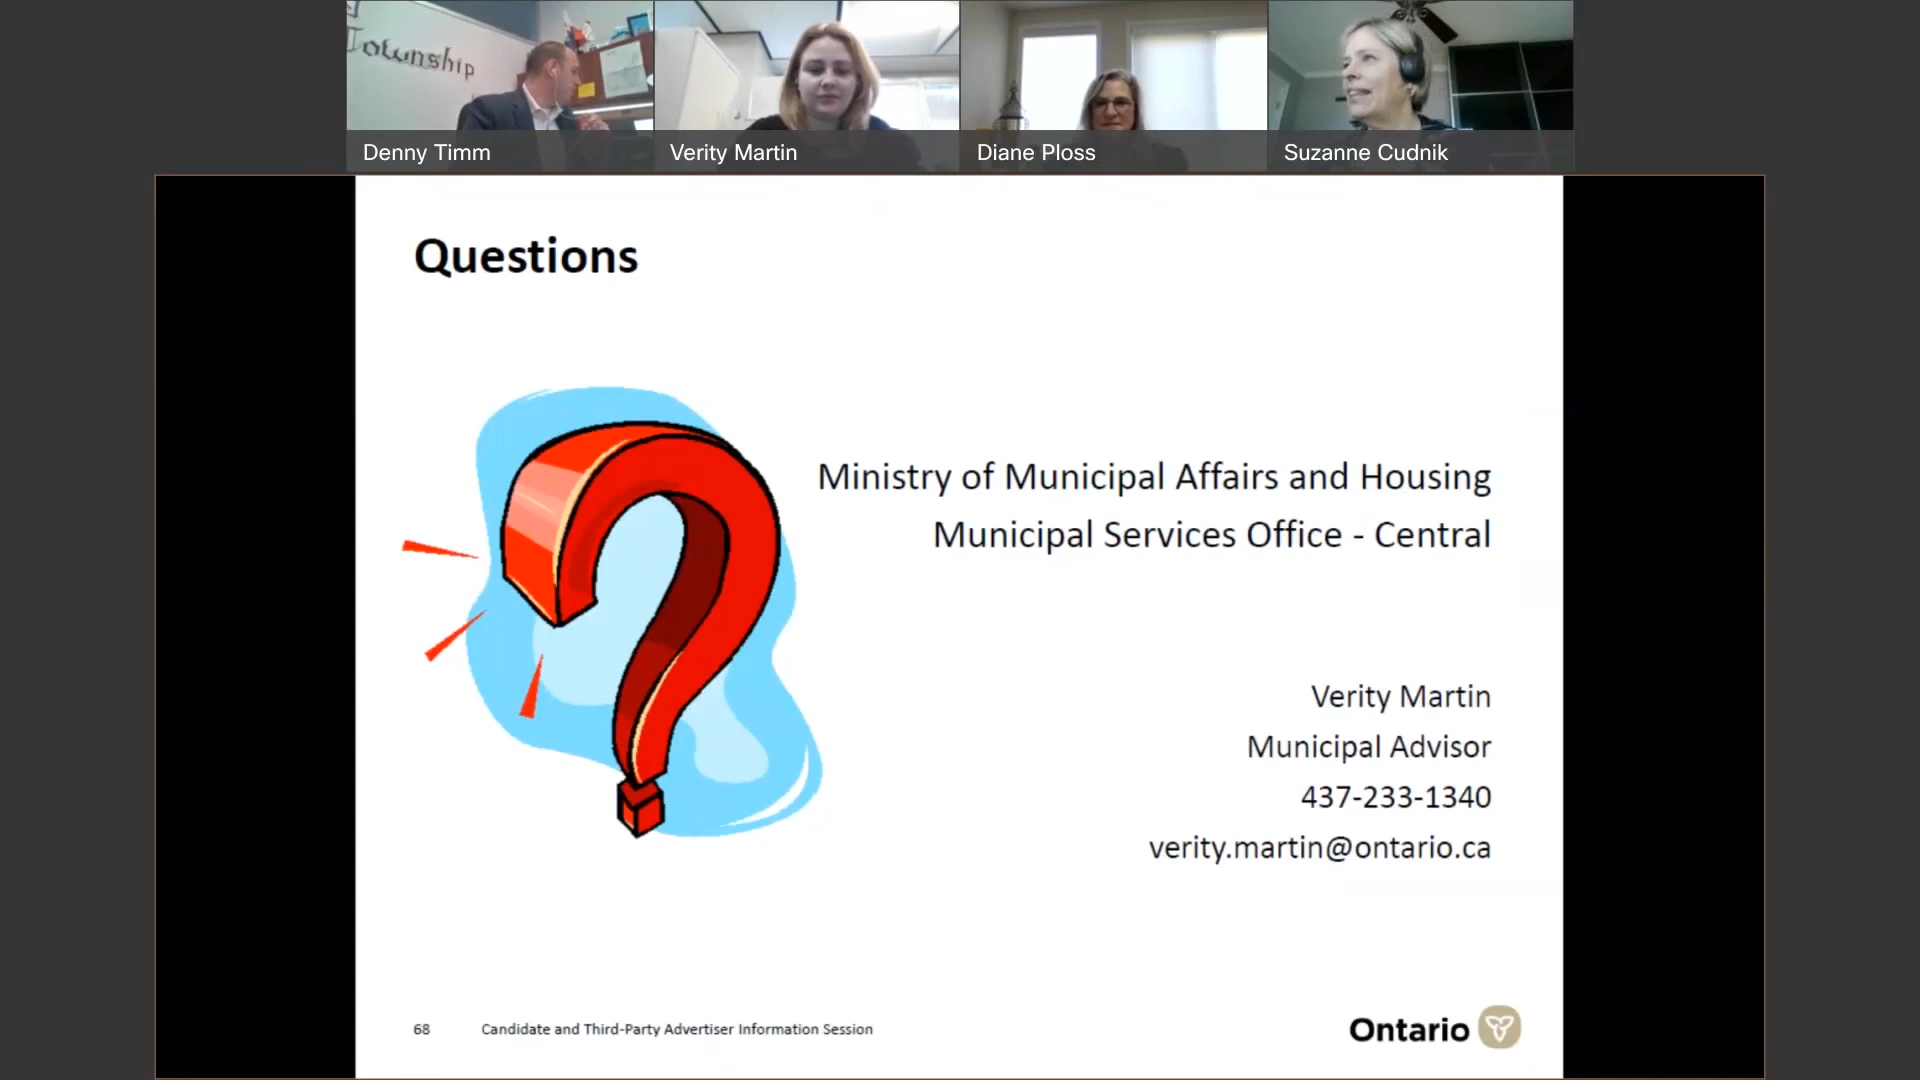 Township
Denny Timm
Verity Martin
Diane Ploss
Suzanne Cudnik
Questions
Ministry of Municipal Affairs and Housing
Municipal Services Office - Central
Verity Martin
Municipal Advisor
437-233-1340
verity.martin@ontario.ca
68
Candidate and Third-Party Advertiser Information Session
Ontario